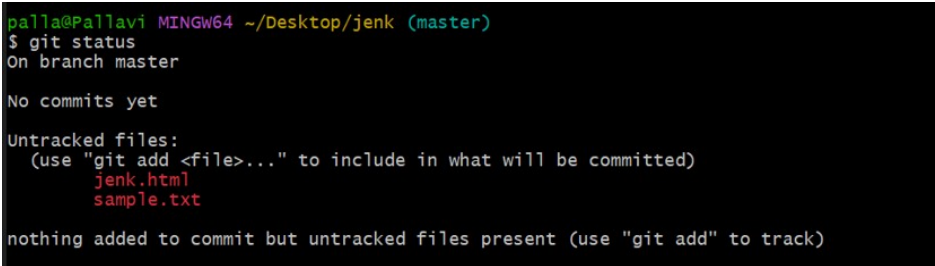 palla@Pallavi MINGW64 ~/Desktop/jenk (master)
$ git status
On branch master
No commits yet
Untracked files:
(use "git add <file>..." to include in what will be committed)
jenk.html
sample.txt
nothing added to commit but untracked files present (use "git add" to track)